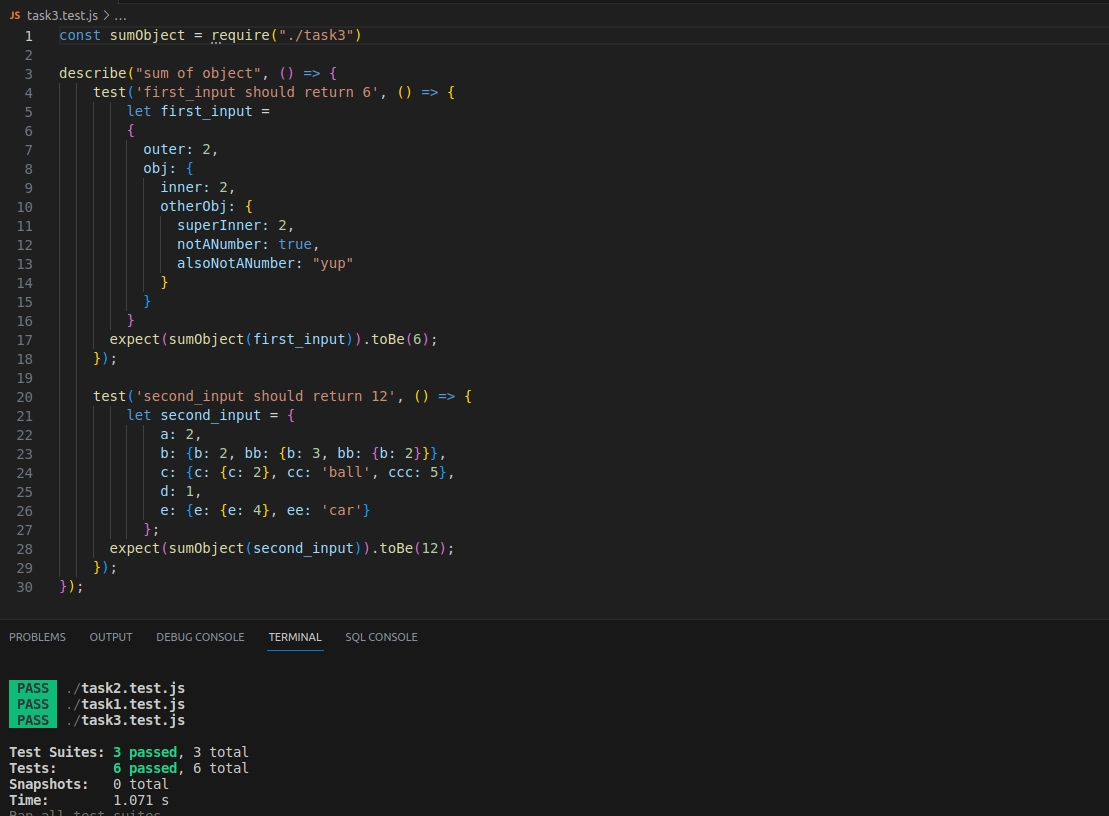 JS task3.test.js > ...
1 const sumObject = require("./task3")
2
3 describe("sum of object", () => {
4     test('first_input should return 6', () => {
5         let first_input =
6         {
7           outer: 2,
8           obj: {
9             inner: 2,
10             otherObj: {
11               superInner: 2,
12               notANumber: true,
13               alsoNotANumber: "yup"
14             }
15           }
16         }
17       expect(sumObject(first_input)).toBe(6);
18     });
19
20     test('second_input should return 12', () => {
21         let second_input = {
22             a: 2,
23             b: {b: 2, bb: {b: 3, bb: {b: 2}}},
24             c: {c: {c: 2}, cc: 'ball', ccc: 5},
25             d: 1,
26             e: {e: {e: 4}, ee: 'car'}
27           };
28       expect(sumObject(second_input)).toBe(12);
29     });
30 });
PROBLEMS OUTPUT DEBUG CONSOLE TERMINAL SQL CONSOLE
PASS ./task2.test.js
PASS ./task1.test.js
PASS ./task3.test.js
Test Suites: 3 passed, 3 total
Tests:       6 passed, 6 total
Snapshots:   0 total
Time:        1.071 s
Ran all test suites.